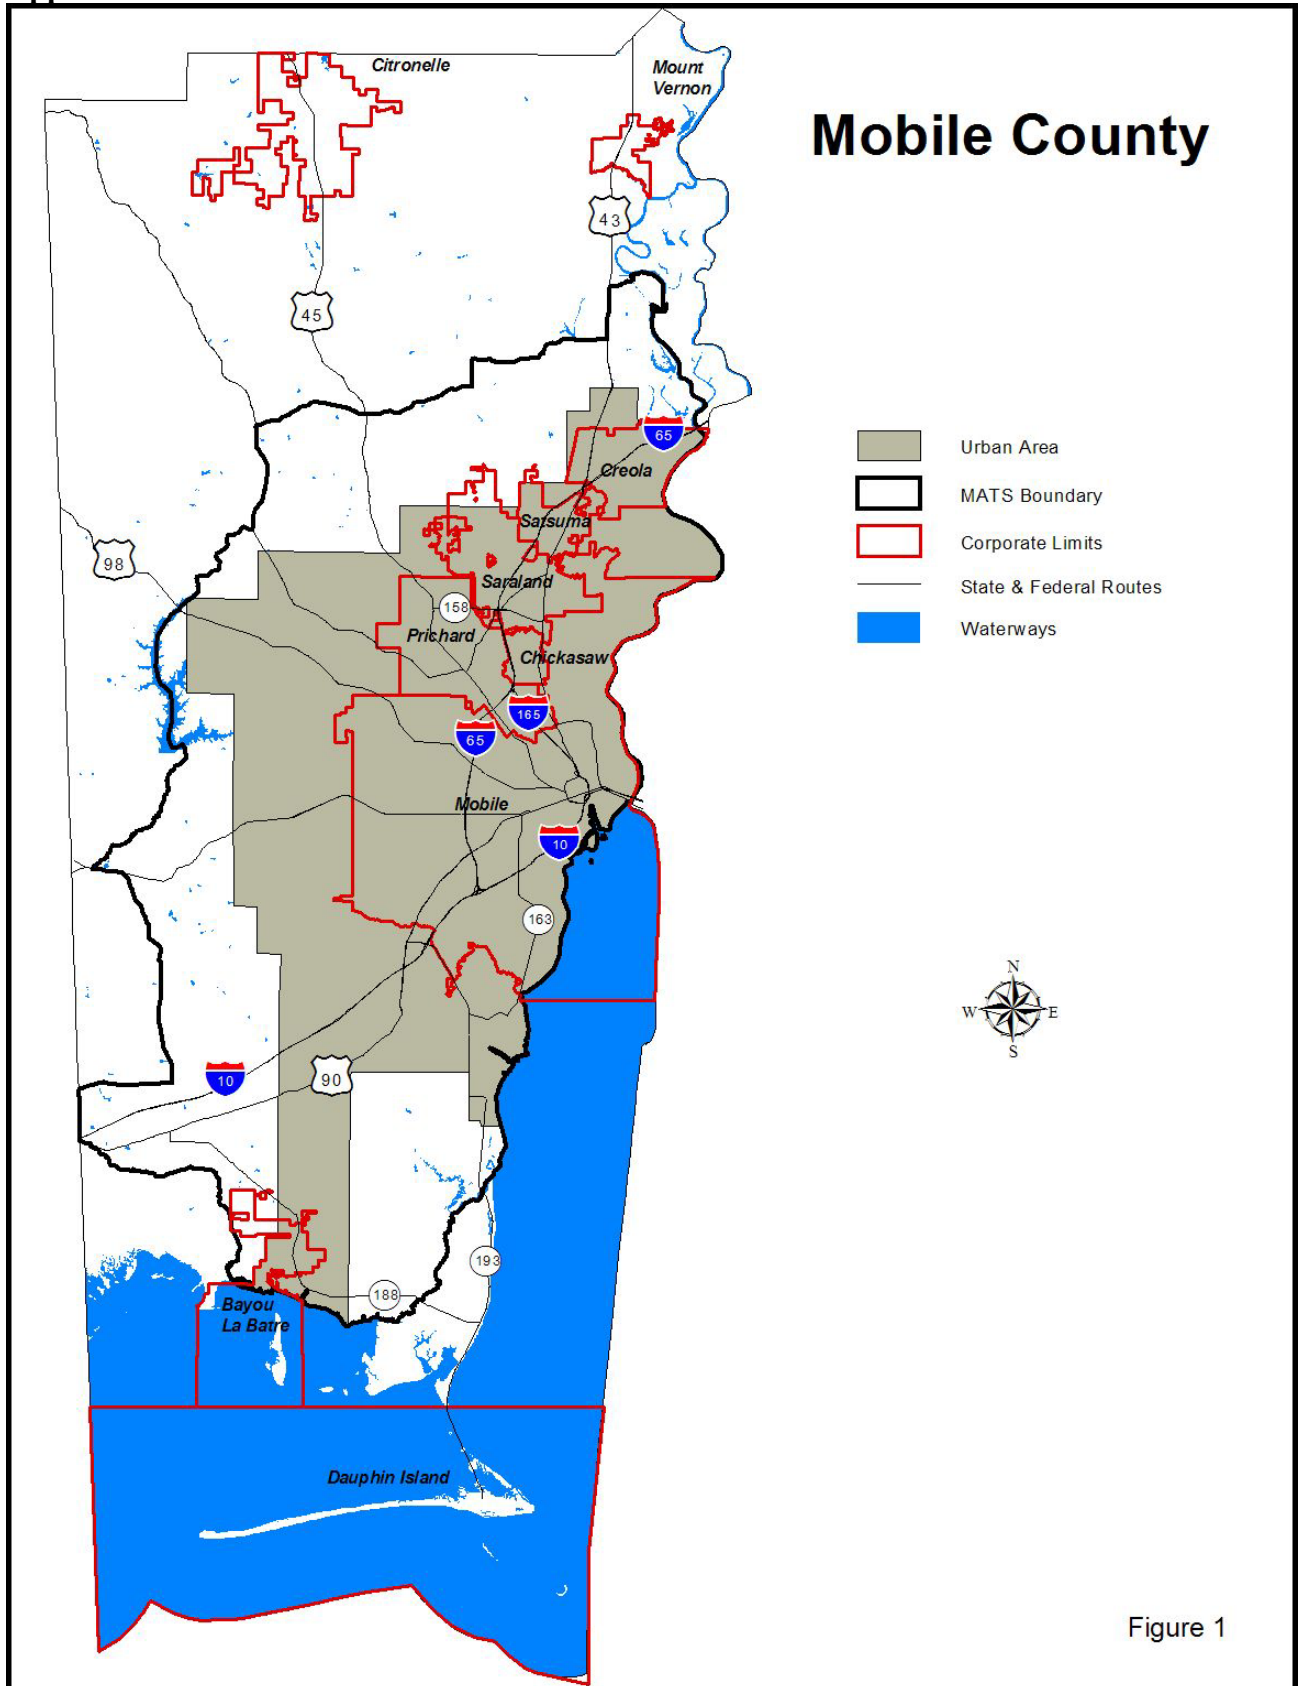 Citronelle
Mount
Vernon
Mobile County
43
45
65
Urban Area
Creola
MATS Boundary
Satsuma
Corporate Limits
98
Saraland
State & Federal Routes
158
Prichard
Waterways
Chickasaw
165
65
Mobile
10
163
N
W
E
S
10
90
193
188
Bayou
La Batre
Dauphin Island
Figure 1